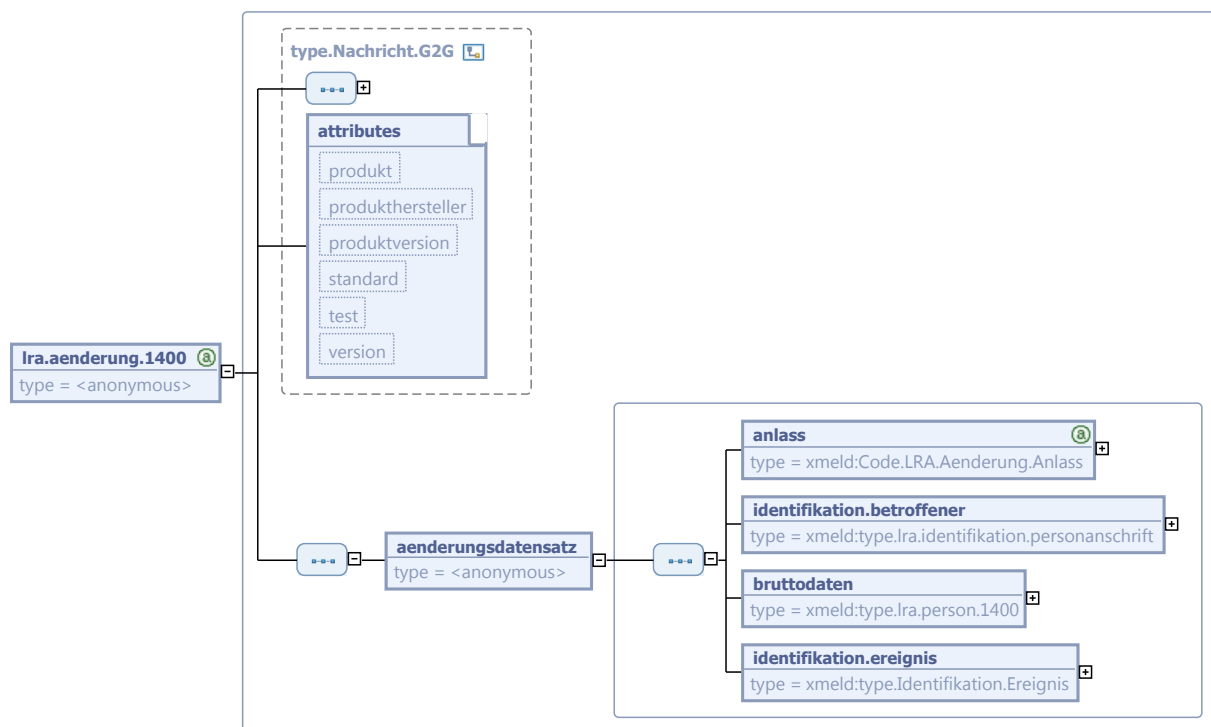 type.Nachricht.G2G
attributes
produkt
produkthersteller
produktversion
standard
test
version
lra.aenderung.1400 a
type = <anonymous>
anlass a
type = xmeld:Code.LRA.Aenderung.Anlass
identifikation.betroffener
type = xmeld:type.lra.identifikation.personanschrift
aenderungsdatensatz
type = <anonymous>
bruttodaten
type = xmeld:type.lra.person.1400
identifikation.ereignis
type = xmeld:type.Identifikation.Ereignis